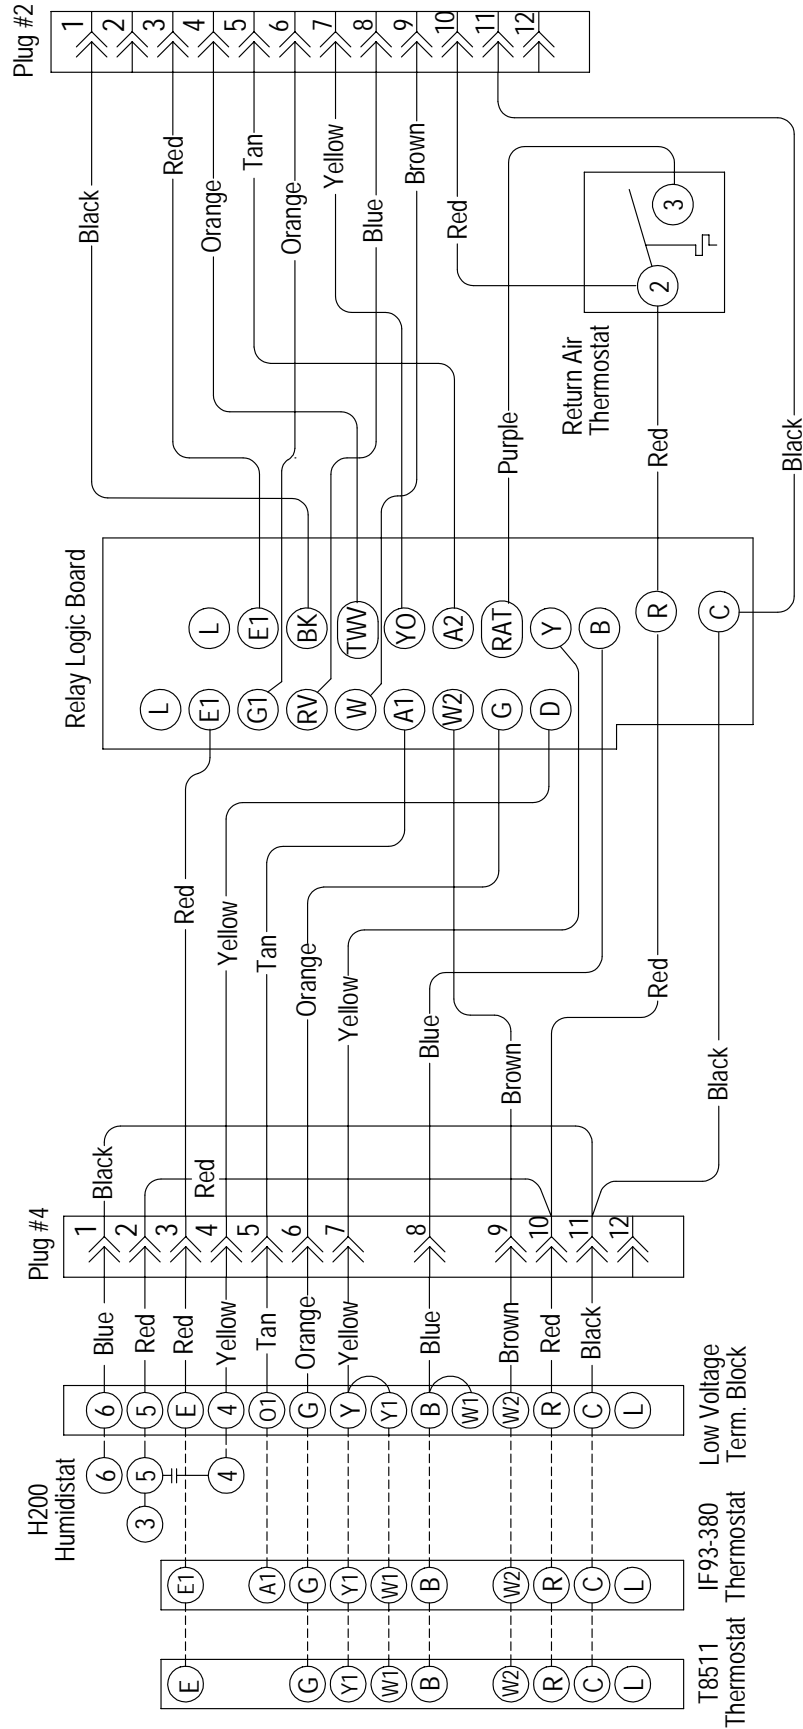 T8511
Thermostat
E
G
Y1
W1
B
W2
R
C
L
IF93-380
Thermostat
E1
A1
G
Y1
W1
B
W2
R
C
L
H200
Humidistat
6
5
3
4
Low Voltage
Term. Block
6
5
E
4
O1
G
Y
Y1
B
W1
W2
R
C
L
Blue
Red
Red
Yellow
Tan
Orange
Yellow
Blue
Brown
Red
Black
Plug #4
1
2
3
4
5
6
7
8
9
10
11
12
Black
Red
Red
Yellow
Tan
Orange
Yellow
Blue
Brown
Red
Black
Relay Logic Board
L
E1
G1
RV
W
A1
W2
G
D
L
E1
BK
TWV
YO
A2
RAT
Y
B
R
C
Purple
Red
Black
Return Air
Thermostat
2
3
Black
Red
Orange
Tan
Orange
Yellow
Blue
Brown
Red
Plug #2
1
2
3
4
5
6
7
8
9
10
11
12